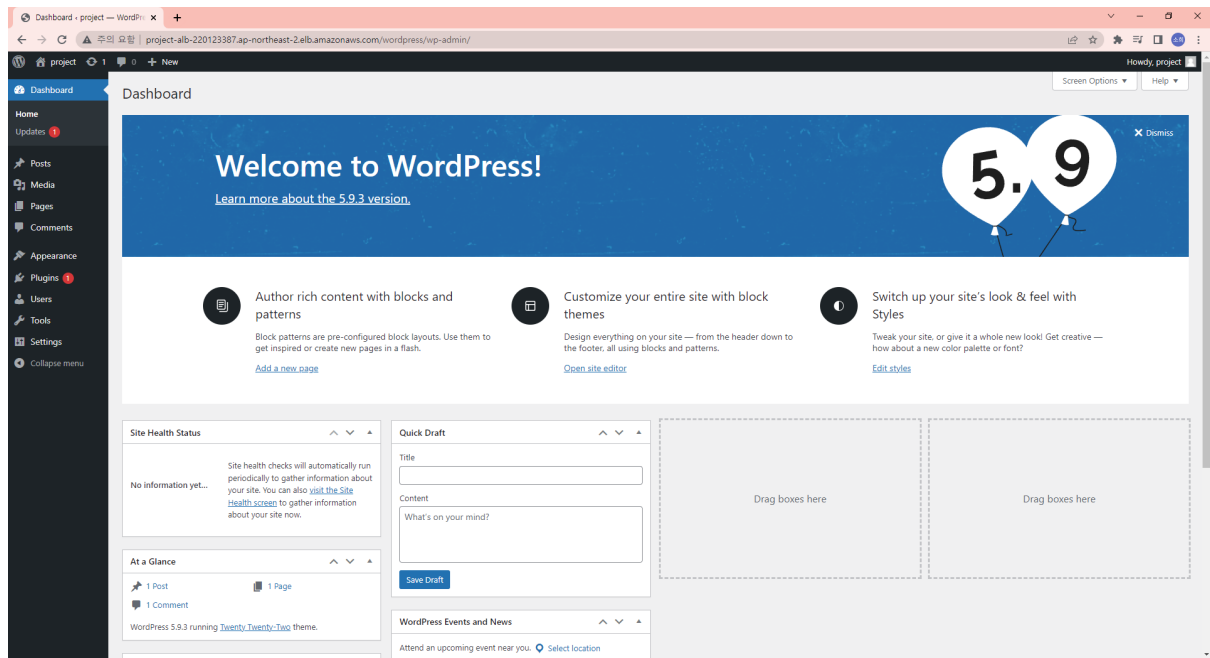 Dashboard ‹ project — WordPre
주의 요함 | project-alb-220123387.ap-northeast-2.elb.amazonaws.com/wordpress/wp-admin/
소희
project 1 0 + New
Howdy, project
Dashboard
Home
Updates 1
Posts
Media
Pages
Comments
Appearance
Plugins 1
Users
Tools
Settings
Collapse menu
Screen Options ▼
Help ▼
Dashboard
Dismiss
Welcome to WordPress!
Learn more about the 5.9.3 version.
5.9
Author rich content with blocks and
patterns
Block patterns are pre-configured block layouts. Use them to
get inspired or create new pages in a flash.
Add a new page
Customize your entire site with block
themes
Design everything on your site — from the header down to
the footer, all using blocks and patterns.
Open site editor
Switch up your site's look & feel with
Styles
Tweak your site, or give it a whole new look! Get creative —
how about a new color palette or font?
Edit styles
Site Health Status
No information yet...
Site health checks will automatically run
periodically to gather information about
your site. You can also visit the Site
Health screen to gather information
about your site now.
At a Glance
1 Post
1 Page
1 Comment
WordPress 5.9.3 running Twenty Twenty-Two theme.
Quick Draft
Title
Content
What's on your mind?
Save Draft
WordPress Events and News
Attend an upcoming event near you. Select location
Drag boxes here
Drag boxes here